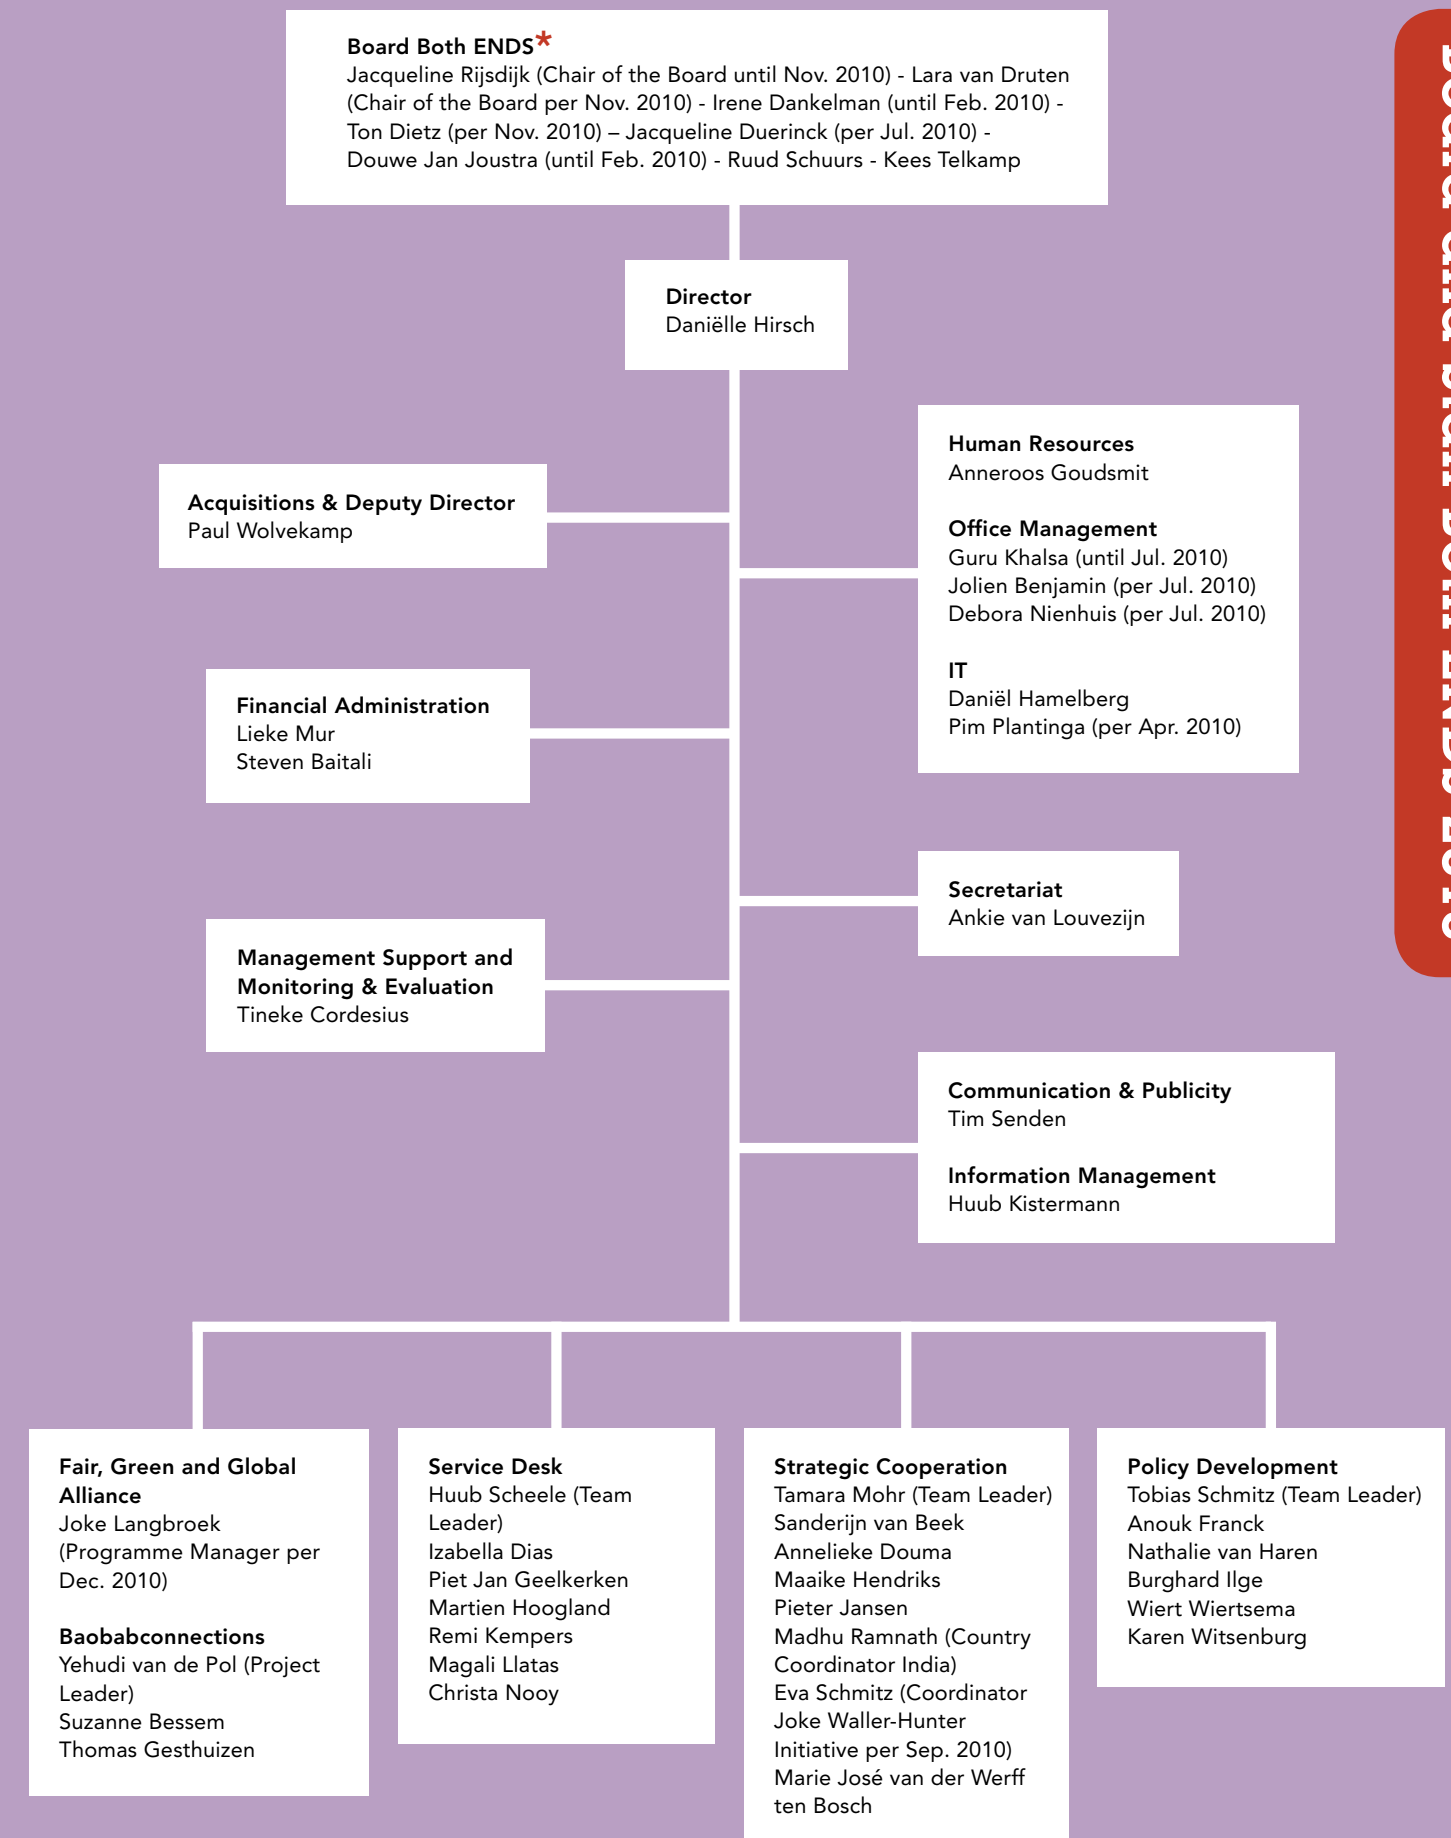 Board Both ENDS*
Jacqueline Rijsdijk (Chair of the Board until Nov. 2010) - Lara van Druten
(Chair of the Board per Nov. 2010) - Irene Dankelman (until Feb. 2010) -
Ton Dietz (per Nov. 2010) – Jacqueline Duerinck (per Jul. 2010) -
Douwe Jan Joustra (until Feb. 2010) - Ruud Schuurs - Kees Telkamp
Director
Daniëlle Hirsch
Acquisitions & Deputy Director
Paul Wolvekamp
Human Resources
Anneroos Goudsmit
Office Management
Guru Khalsa (until Jul. 2010)
Jolien Benjamin (per Jul. 2010)
Debora Nienhuis (per Jul. 2010)
IT
Daniël Hamelberg
Pim Plantinga (per Apr. 2010)
Financial Administration
Lieke Mur
Steven Baitali
Secretariat
Ankie van Louvezijn
Management Support and
Monitoring & Evaluation
Tineke Cordesius
Communication & Publicity
Tim Senden
Information Management
Huub Kistermann
Fair, Green and Global
Alliance
Joke Langbroek
(Programme Manager per
Dec. 2010)
Baobabconnections
Yehudi van de Pol (Project
Leader)
Suzanne Bessem
Thomas Gesthuizen
Service Desk
Huub Scheele (Team
Leader)
Izabella Dias
Piet Jan Geelkerken
Martien Hoogland
Remi Kempers
Magali Llatas
Christa Nooy
Strategic Cooperation
Tamara Mohr (Team Leader)
Sanderijn van Beek
Annelieke Douma
Maaike Hendriks
Pieter Jansen
Madhu Ramnath (Country
Coordinator India)
Eva Schmitz (Coordinator
Joke Waller-Hunter
Initiative per Sep. 2010)
Marie José van der Werff
ten Bosch
Policy Development
Tobias Schmitz (Team Leader)
Anouk Franck
Nathalie van Haren
Burghard Ilge
Wiert Wiertsema
Karen Witsenburg